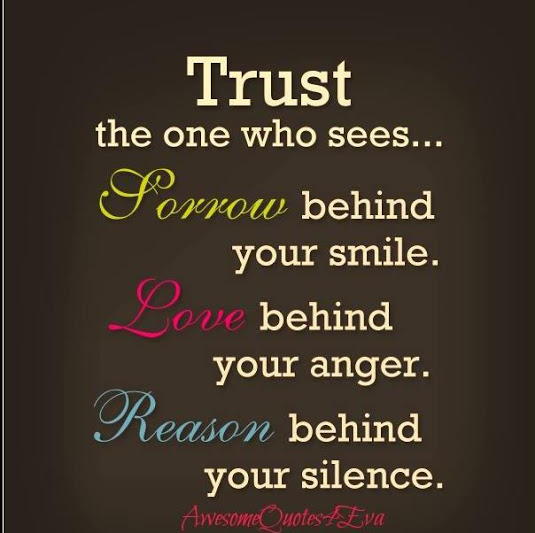 Trust
the one who sees...
Sorrow behind
your smile.
Love behind
your anger.
Reason behind
your silence.
AwesomeQuotes4Eva